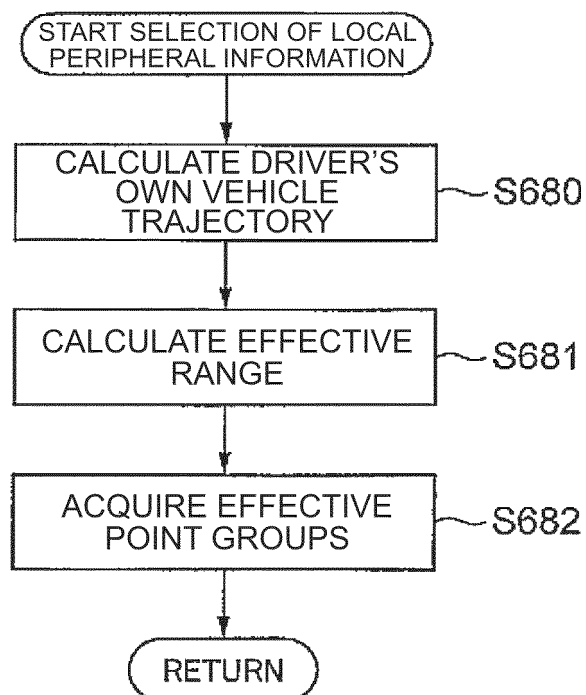 START SELECTION OF LOCAL
PERIPHERAL INFORMATION
CALCULATE DRIVER'S
OWN VEHICLE
TRAJECTORY
S680
CALCULATE EFFECTIVE
RANGE
S681
ACQUIRE EFFECTIVE
POINT GROUPS
S682
RETURN